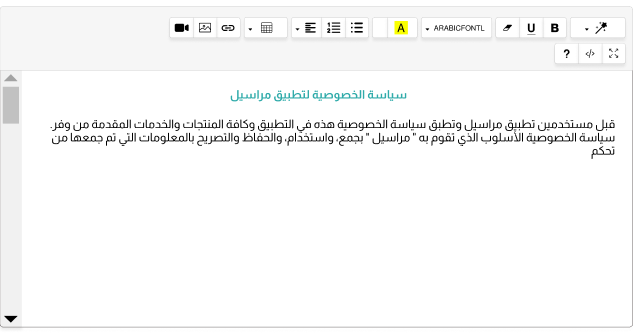 ARABICFONTL
A
U
B
?
سياسة الخصوصية لتطبيق مراسيل
قبل مستخدمين تطبيق مراسيل وتطبق سياسة الخصوصية هذه في التطبيق وكافة المنتجات والخدمات المقدمة من وفر.
سياسة الخصوصية الأسلوب الذي تقوم به " مراسيل " بجمع، واستخدام، والحفاظ والتصريح بالمعلومات التي تم جمعها من
تحكم